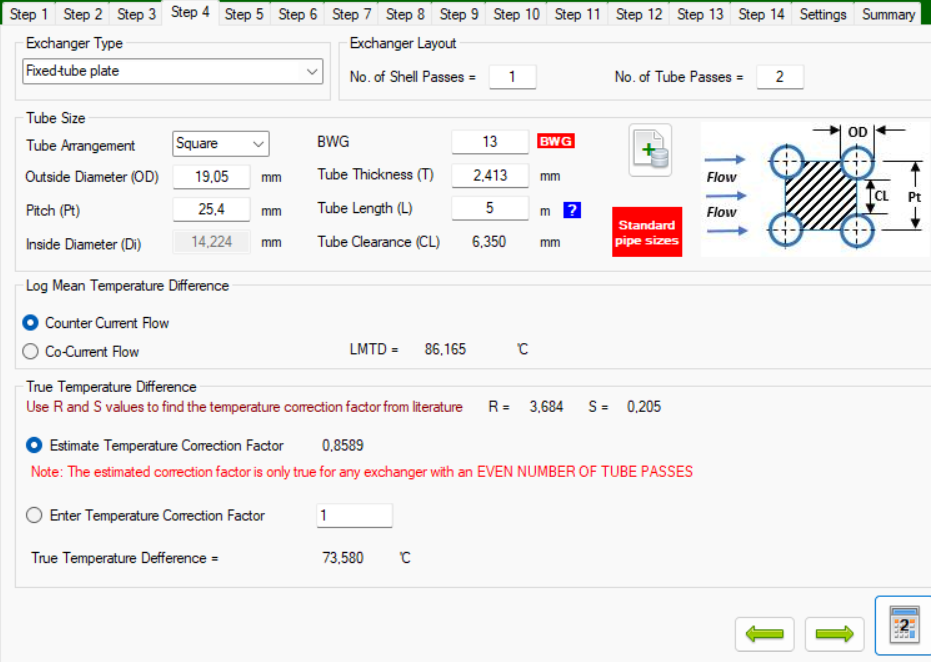 Step 1 Step 2 Step 3 Step 4 Step 5 Step 6 Step 7 Step 8 Step 9 Step 10 Step 11 Step 12 Step 13 Step 14 Settings Summary
Exchanger Type
Fixed-tube plate
Exchanger Layout
No. of Shell Passes = 1 No. of Tube Passes = 2
Tube Size
Tube Arrangement Square
Outside Diameter (OD) 19,05 mm
Pitch (Pt) 25,4 mm
Inside Diameter (Di) 14,224 mm
BWG 13 BWG
Tube Thickness (T) 2,413 mm
Tube Length (L) 5 m ?
Tube Clearance (CL) 6,350 mm
Standard
pipe sizes
OD
Flow
CL Pt
Flow
Log Mean Temperature Difference
Counter Current Flow
Co-Current Flow
LMTD = 86,165 °C
True Temperature Difference
Use R and S values to find the temperature correction factor from literature R = 3,684 S = 0,205
Estimate Temperature Correction Factor 0,8589
Note: The estimated correction factor is only true for any exchanger with an EVEN NUMBER OF TUBE PASSES
Enter Temperature Correction Factor 1
True Temperature Defference = 73,580 °C
2